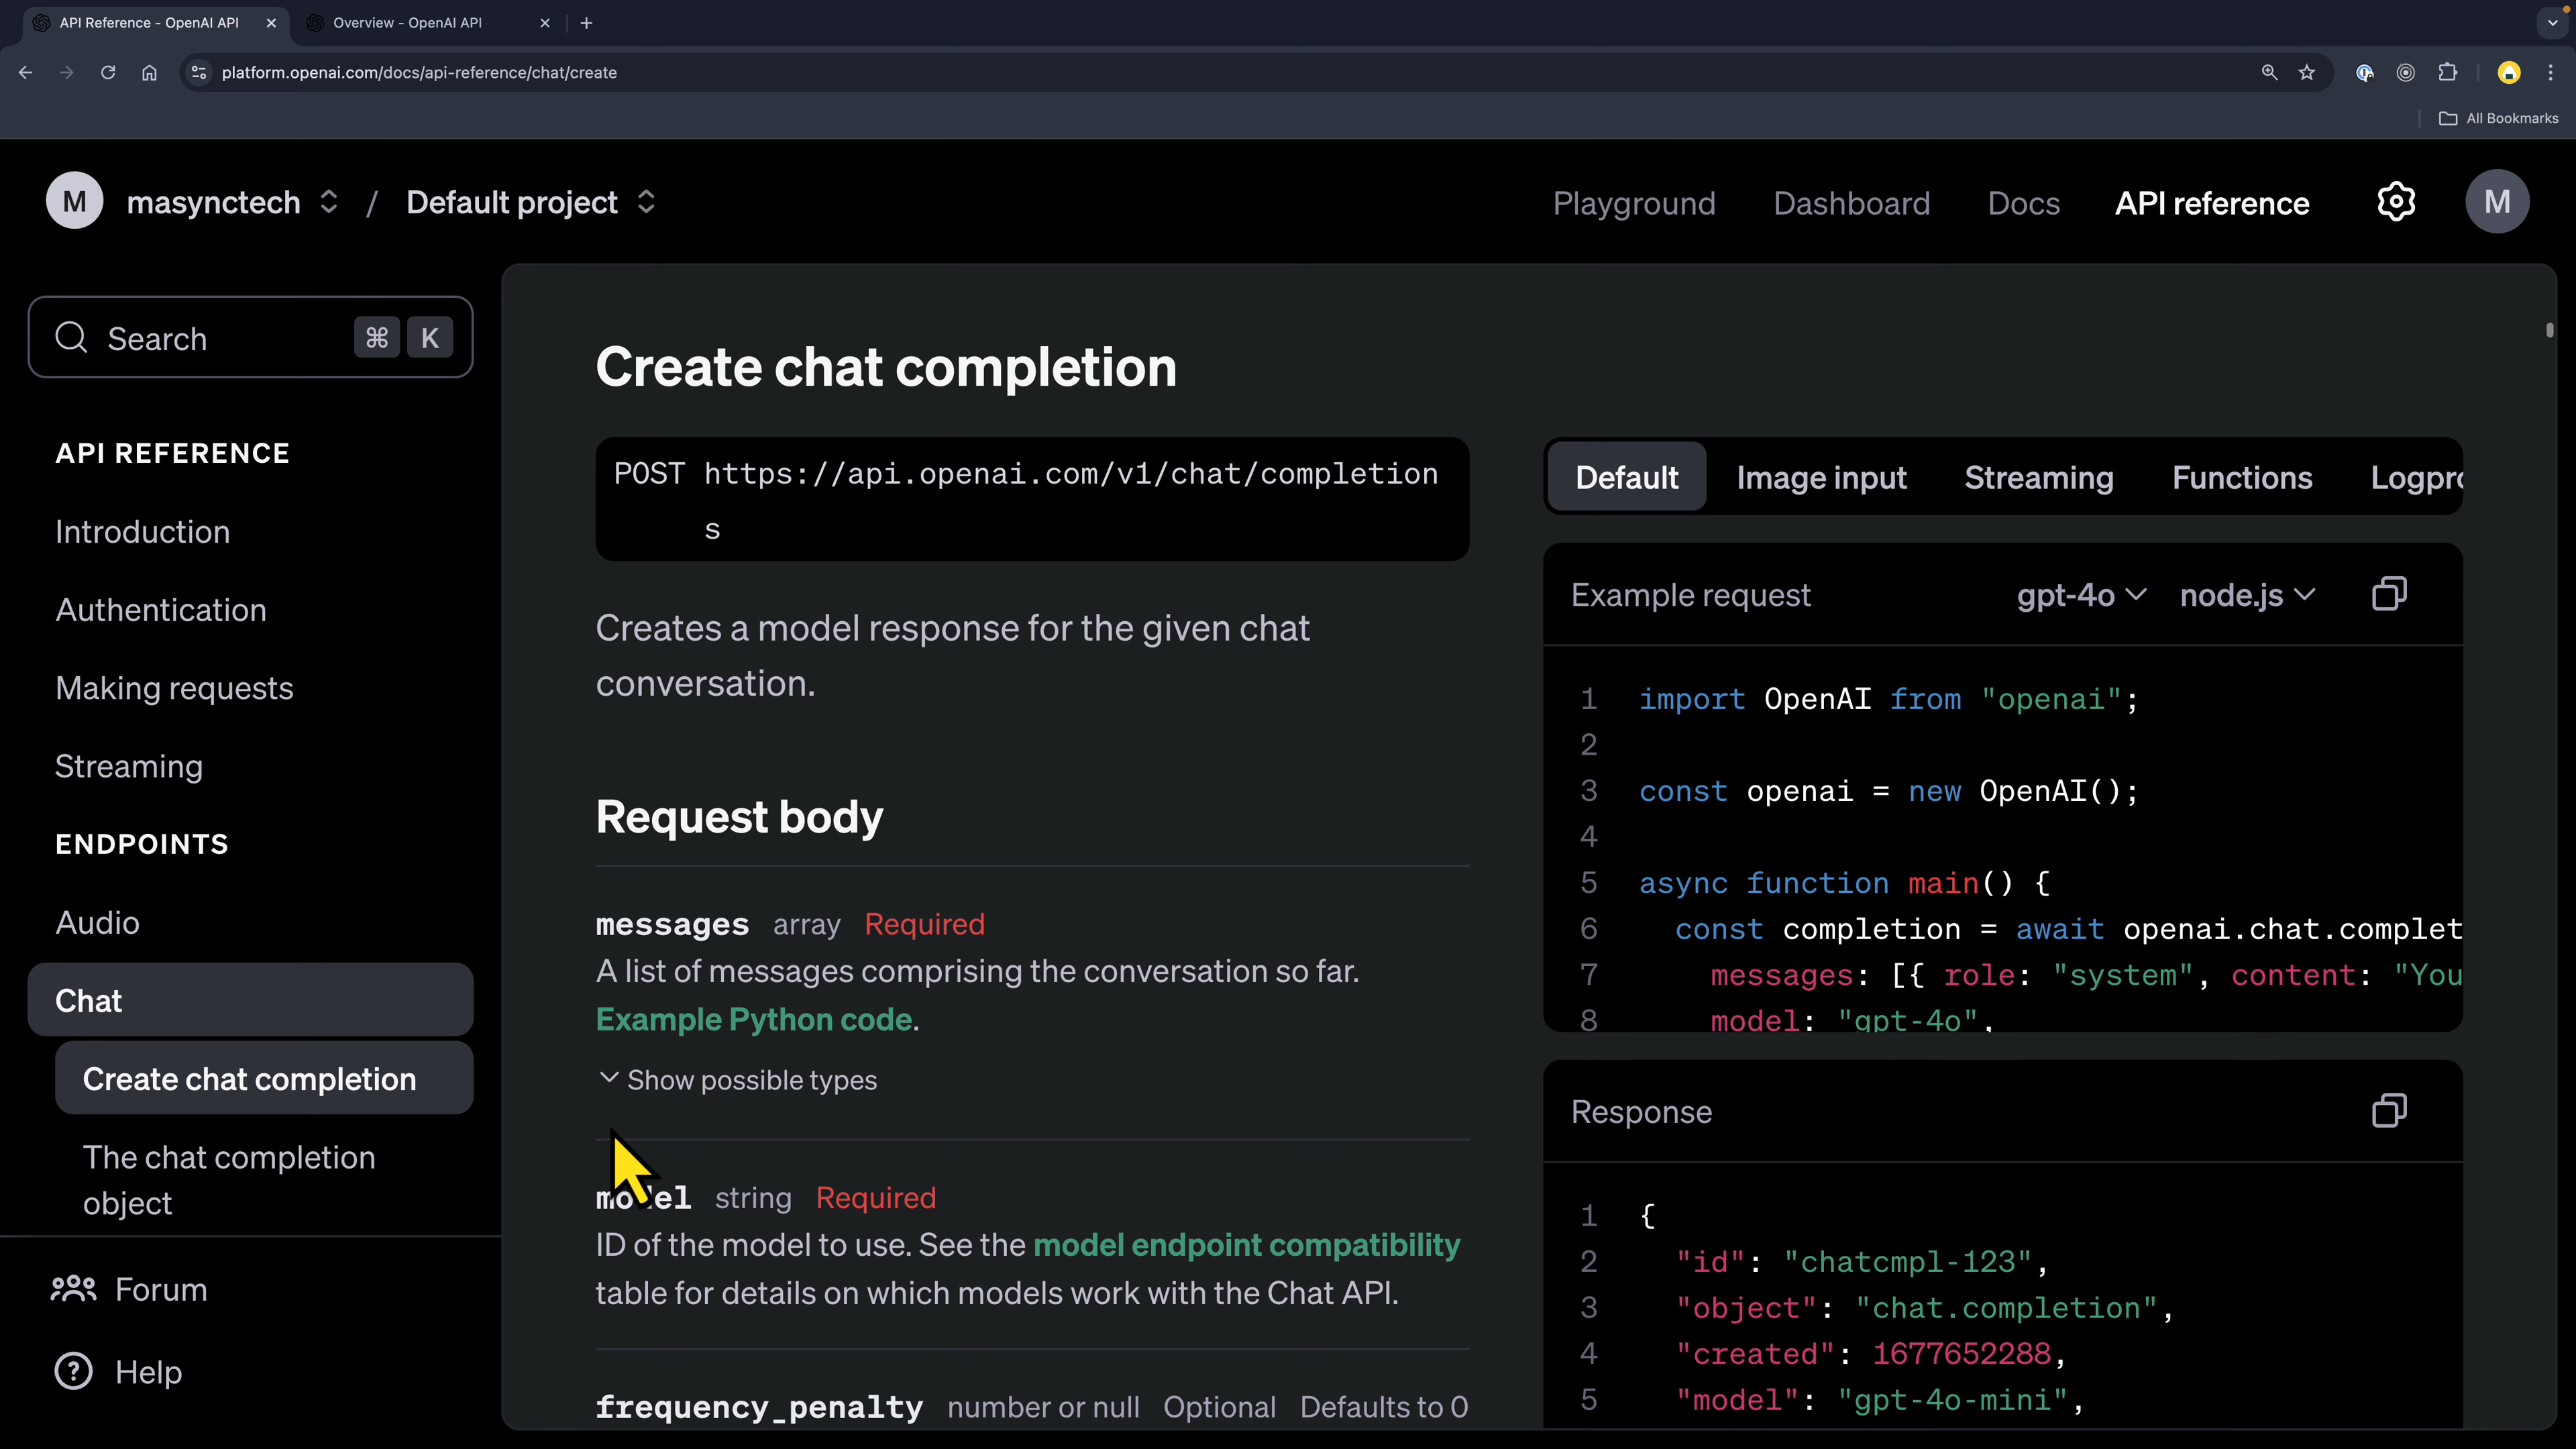 API Reference - OpenAI API
Overview - OpenAI API
platform.openai.com/docs/api-reference/chat/create
All Bookmarks
M masynctech / Default project
Playground Dashboard Docs API reference M
Search ⌘ K
API REFERENCE
Introduction
Authentication
Making requests
Streaming
ENDPOINTS
Audio
Chat
Create chat completion
The chat completion
object
Forum
Help
Create chat completion
POST https://api.openai.com/v1/chat/completion
s
Creates a model response for the given chat
conversation.
Request body
messages array Required
A list of messages comprising the conversation so far.
Example Python code.
Show possible types
model string Required
ID of the model to use. See the model endpoint compatibility
table for details on which models work with the Chat API.
frequency_penalty number or null Optional Defaults to 0
Default Image input Streaming Functions Logpro
Example request gpt-4o node.js
1 import OpenAI from "openai";
2
3 const openai = new OpenAI();
4
5 async function main() {
6 const completion = await openai.chat.complet
7 messages: [{ role: "system", content: "You
8 model: "gpt-4o",
Response
1 {
2 "id": "chatcmpl-123",
3 "object": "chat.completion",
4 "created": 1677652288,
5 "model": "gpt-4o-mini",